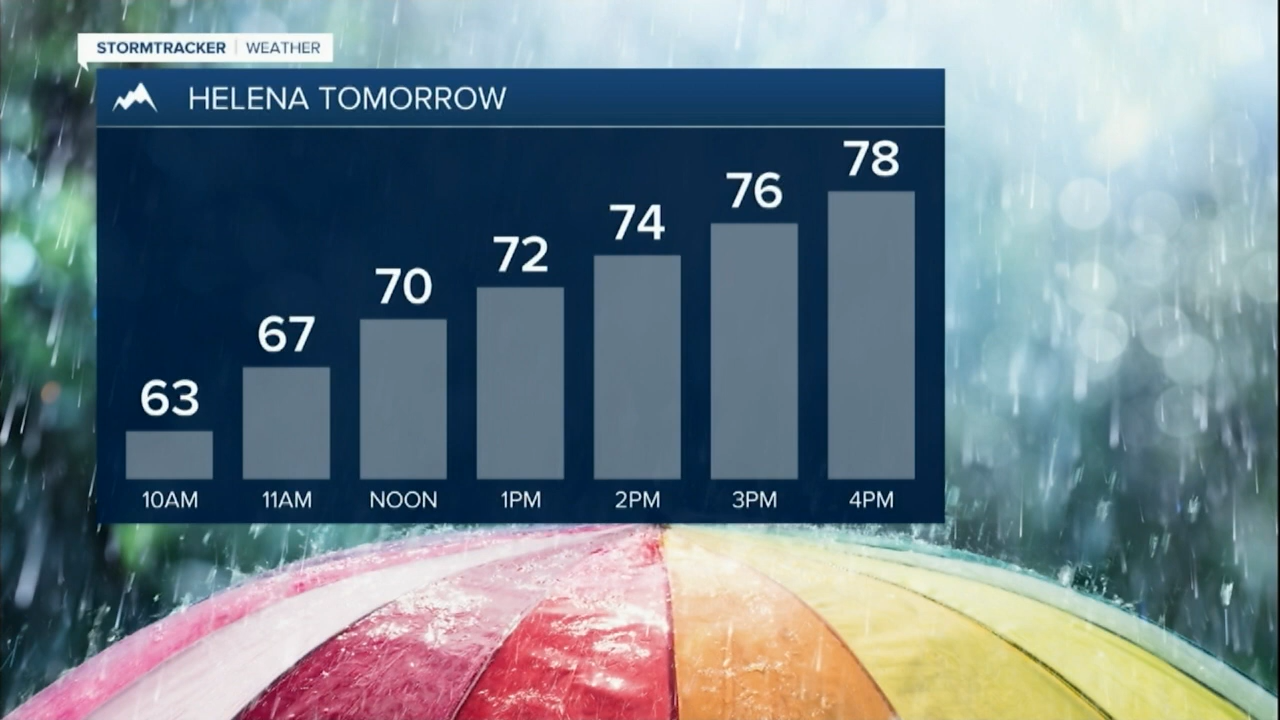 STORMTRACKER | WEATHER
HELENA TOMORROW
63
67
70
72
74
76
78
10AM
11AM
NOON
1PM
2PM
3PM
4PM